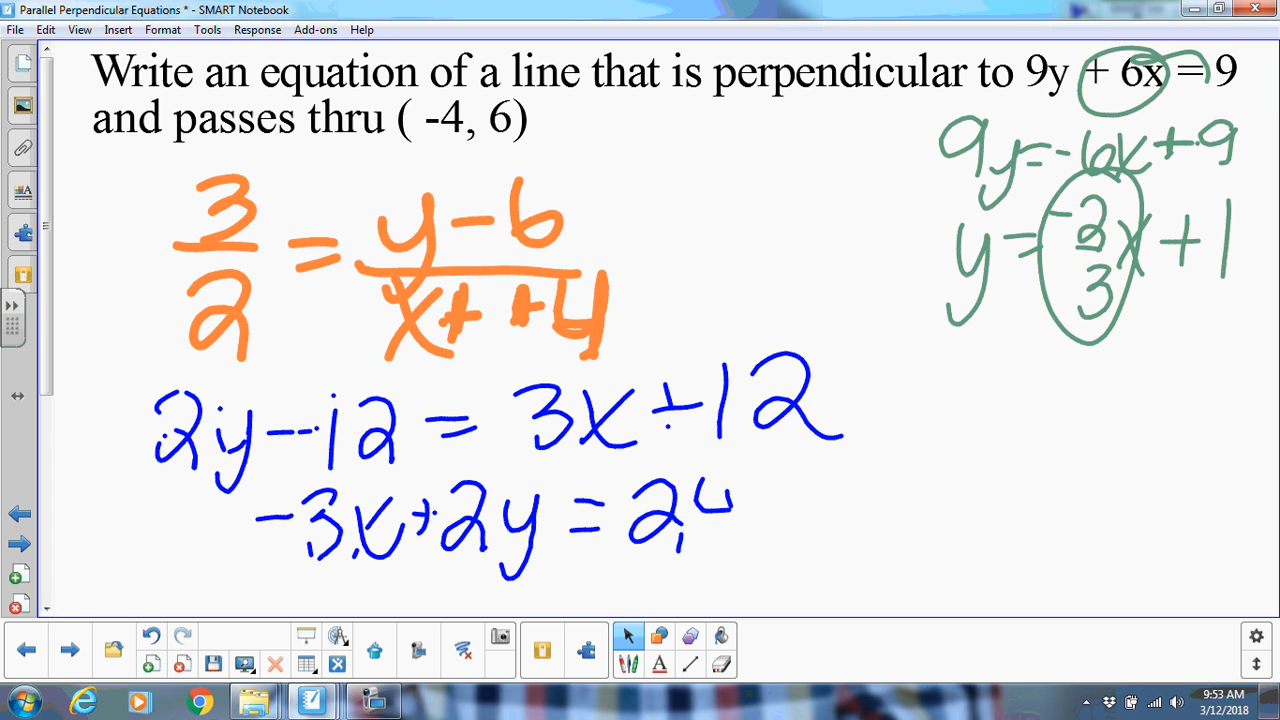 Parallel Perpendicular Equations * - SMART Notebook
File Edit View Insert Format Tools Response Add-ons Help
Write an equation of a line that is perpendicular to 9y + 6x = 9
and passes thru ( -4, 6)
9y = -6x + 9
y = -2/3 x + 1
3/2 = y - 6 / x + + 4
2y - 12 = 3x + 12
-3x + 2y = 24
9:53 AM
3/12/2018